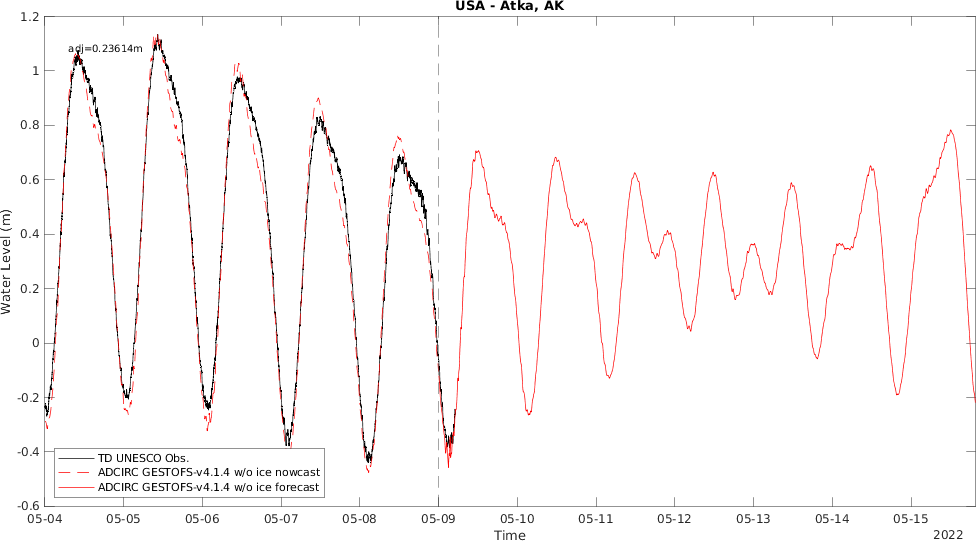 USA - Atka, AK
1.2
adj=0.23614m
1
0.8
0.6
0.4
0.2
0
-0.2
-0.4
-0.6
Water Level (m)
TD UNESCO Obs.
ADCIRC GESTOFS-v4.1.4 w/o ice nowcast
ADCIRC GESTOFS-v4.1.4 w/o ice forecast
05-04 05-05 05-06 05-07 05-08 05-09 05-10 05-11 05-12 05-13 05-14 05-15
Time
2022